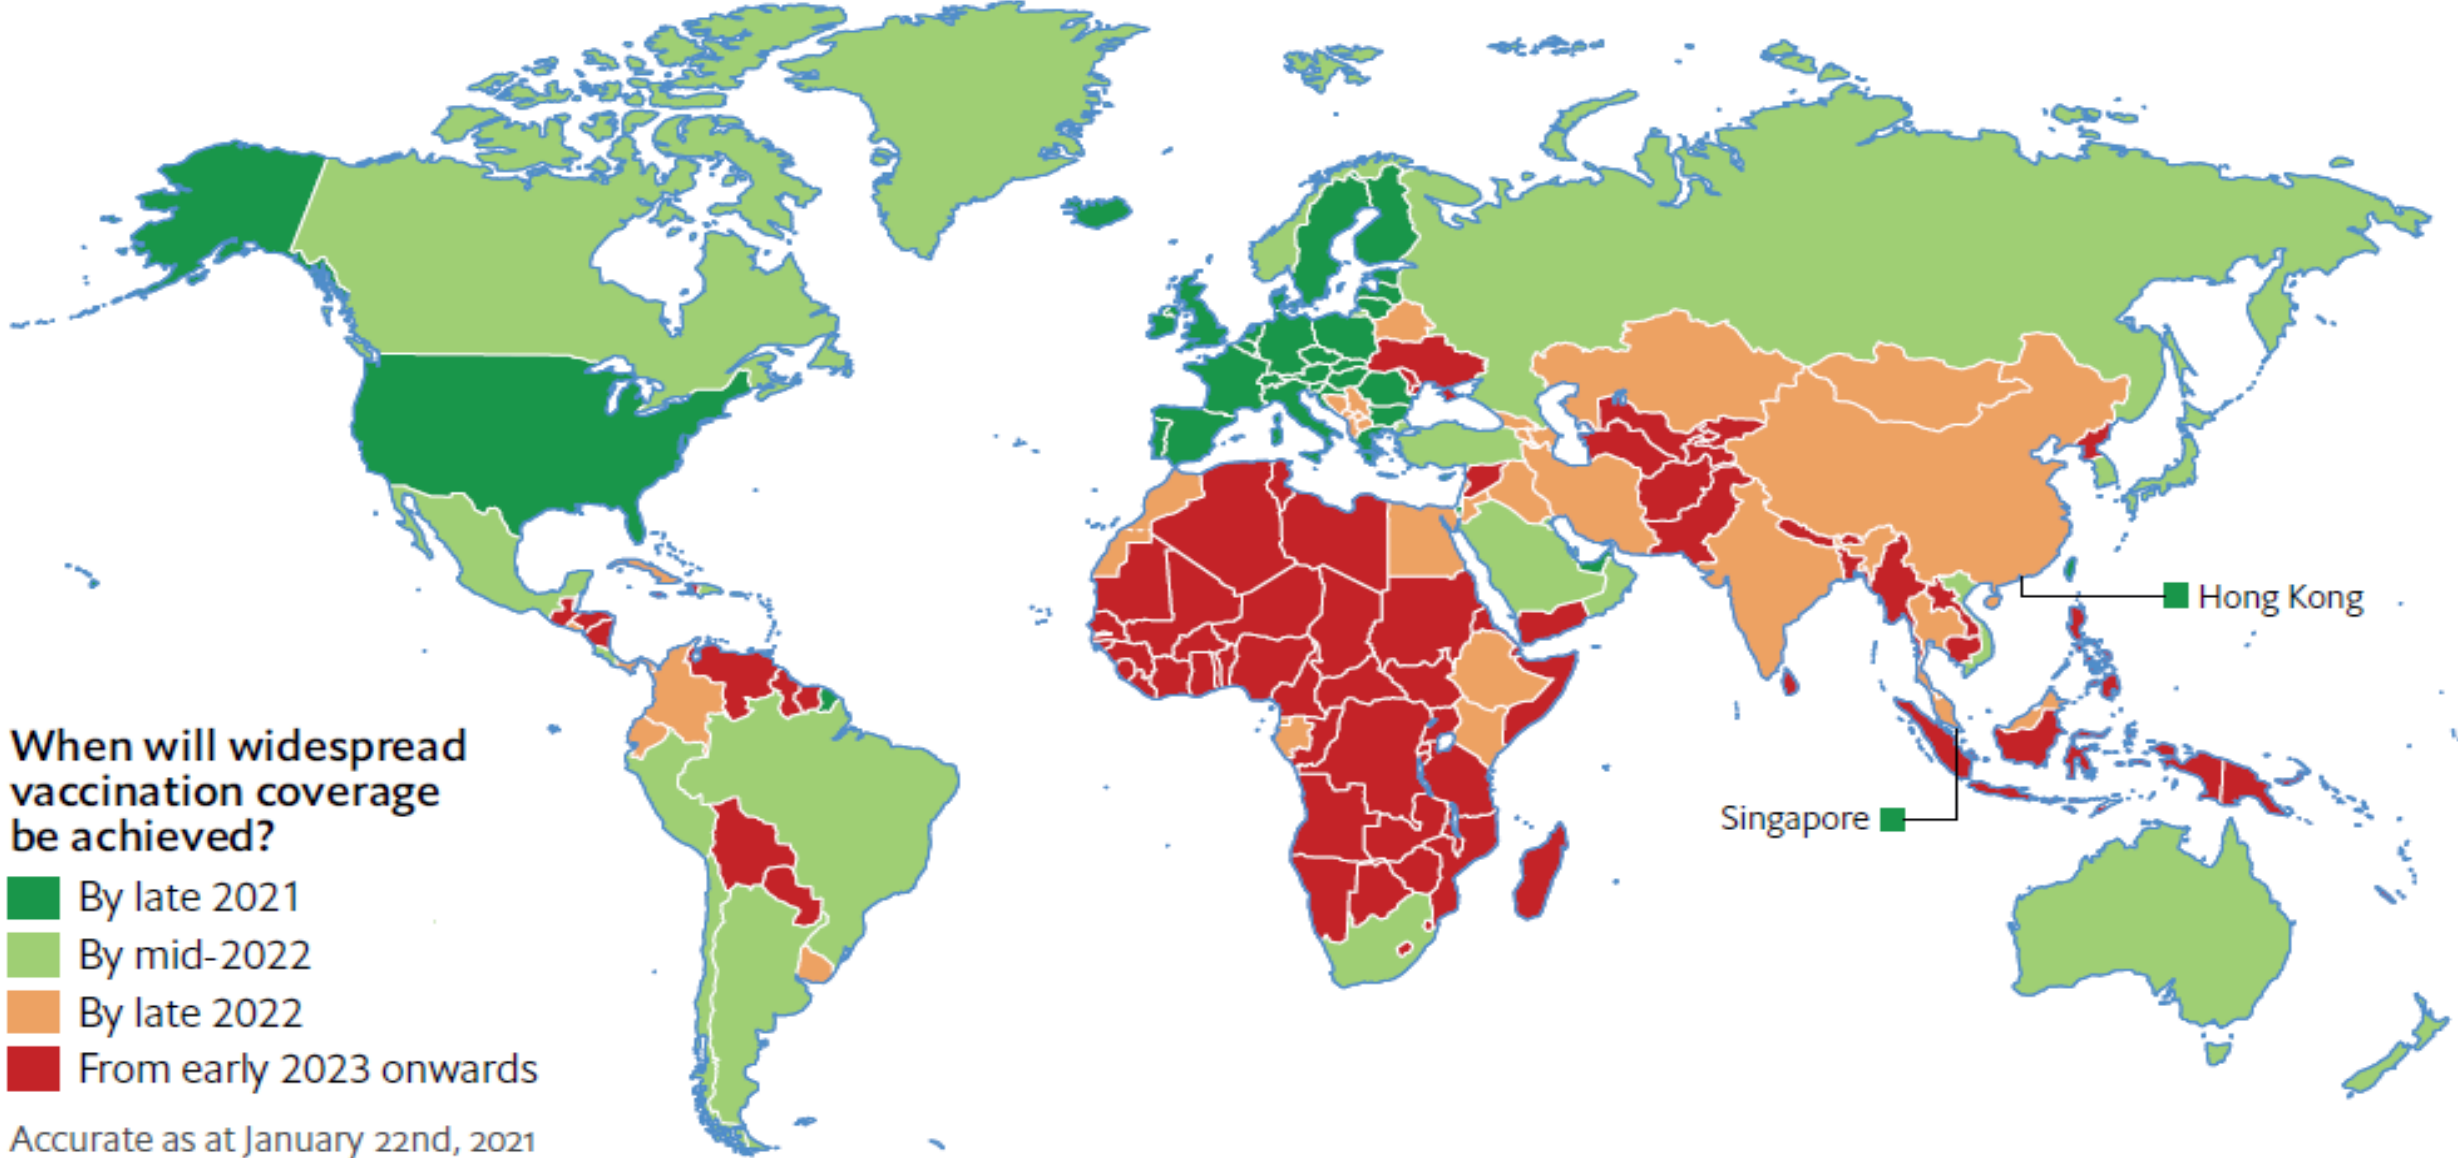 Hong Kong
Singapore
When will widespread
vaccination coverage
be achieved?
By late 2021
By mid-2022
By late 2022
From early 2023 onwards
Accurate as at January 22nd, 2021